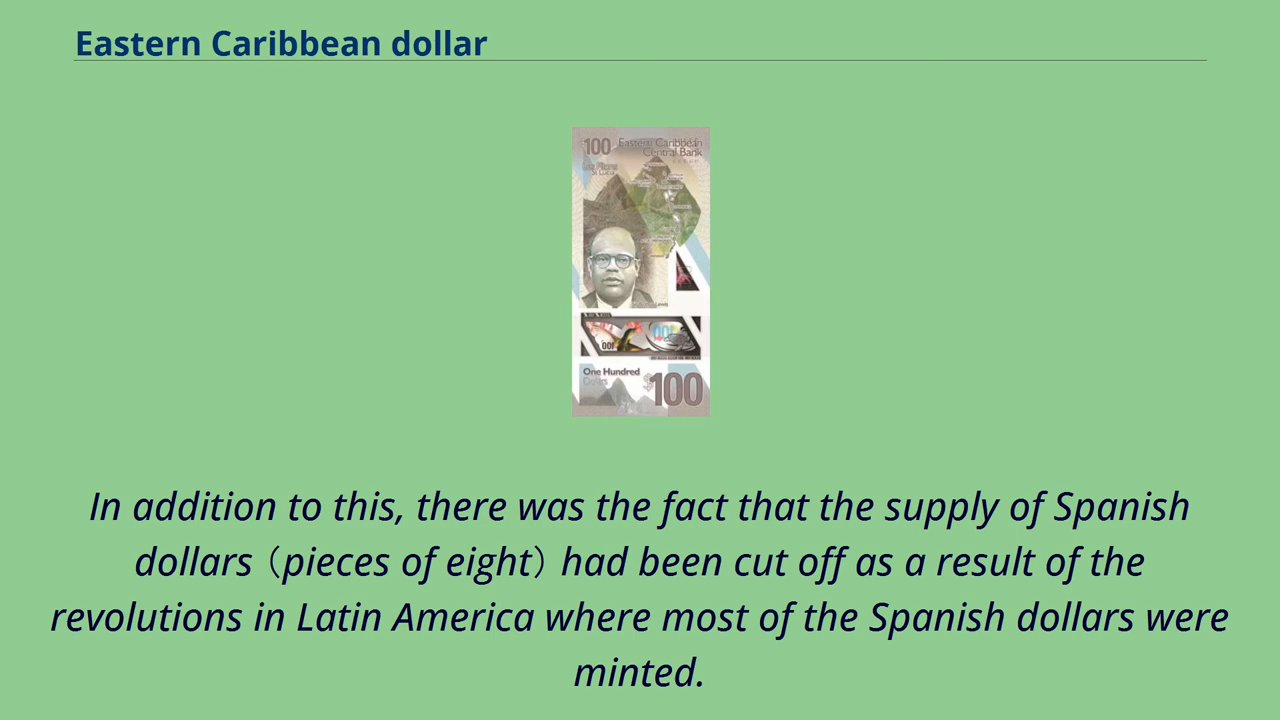 Eastern Caribbean dollar
100
Eastern Caribbean
Central Bank
One Hundred
Dollars
$100
In addition to this, there was the fact that the supply of Spanish
dollars（pieces of eight）had been cut off as a result of the
revolutions in Latin America where most of the Spanish dollars were
minted.